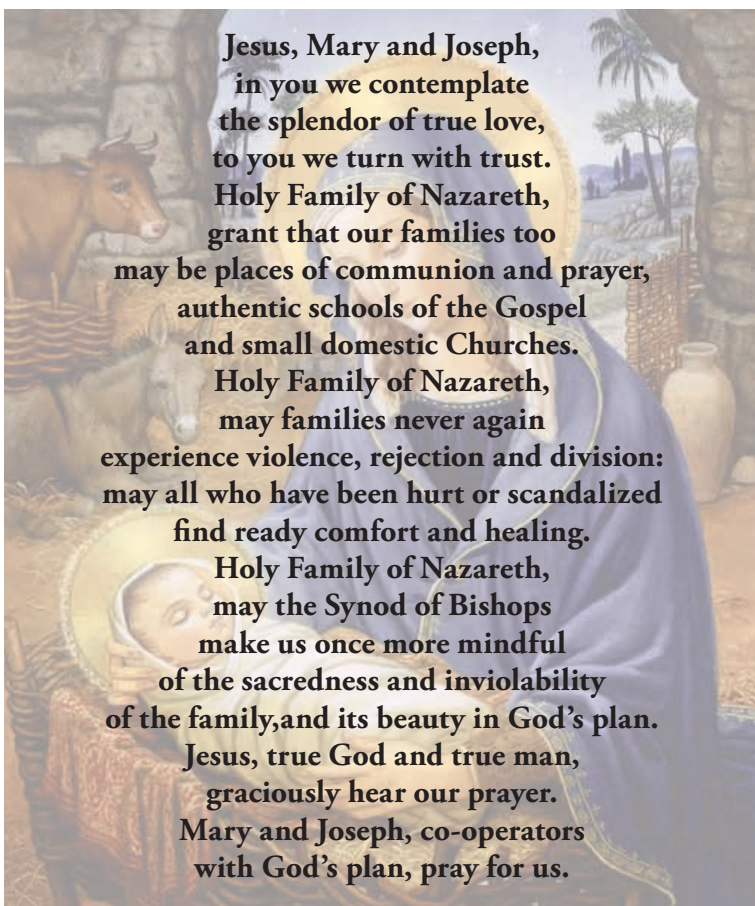 Jesus, Mary and Joseph,
in you we contemplate
the splendor of true love,
to you we turn with trust.
Holy Family of Nazareth,
grant that our families too
may be places of communion and prayer,
authentic schools of the Gospel
and small domestic Churches.
Holy Family of Nazareth,
may families never again
experience violence, rejection and division:
may all who have been hurt or scandalized
find ready comfort and healing.
Holy Family of Nazareth,
may the Synod of Bishops
make us once more mindful
of the sacredness and inviolability
of the family,and its beauty in God’s plan.
Jesus, true God and true man,
graciously hear our prayer.
Mary and Joseph, co-operators
with God’s plan, pray for us.